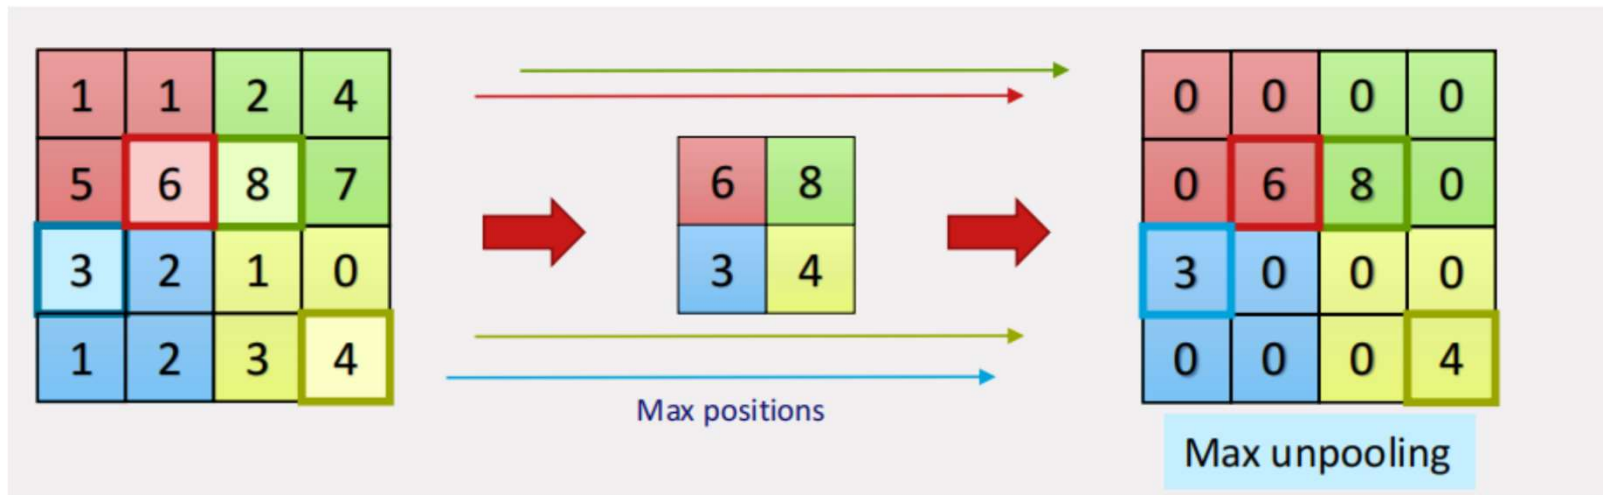 1 1 2 4
5 6 8 7
3 2 1 0
1 2 3 4
6 8
3 4
Max positions
0 0 0 0
0 6 8 0
3 0 0 0
0 0 0 4
Max unpooling